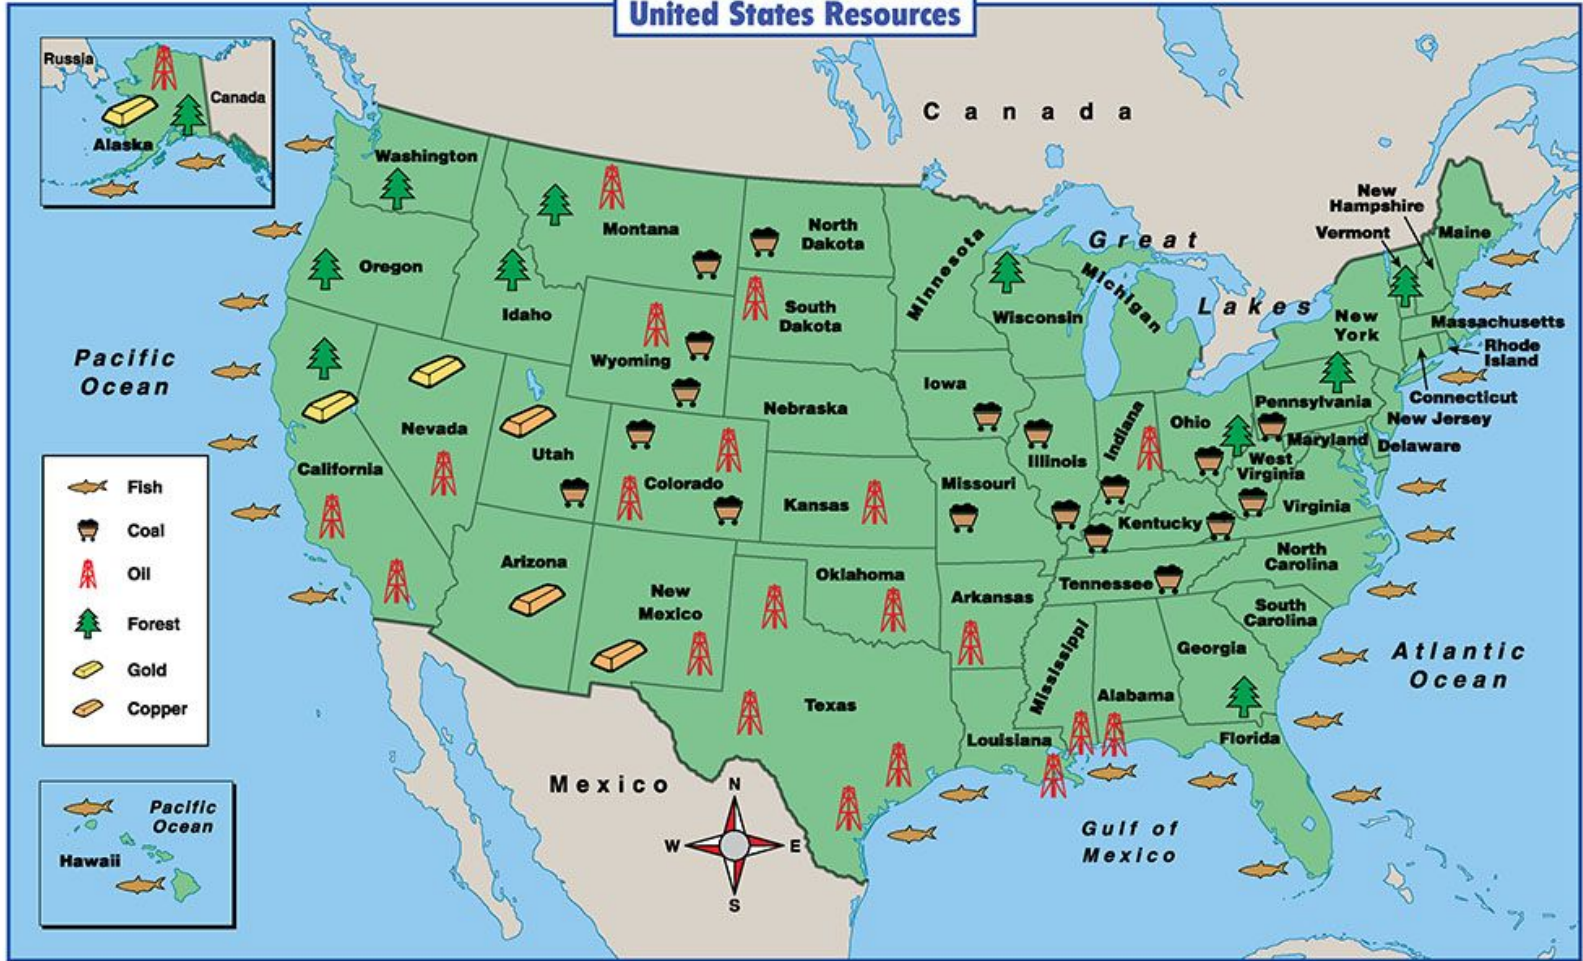 United States Resources
Russia
Canada
Alaska
Canada
Washington
Montana
North
Dakota
Minnesota
Great
Lakes
Michigan
New
Hampshire
Vermont
Maine
Oregon
Idaho
Wyoming
South
Dakota
Wisconsin
New
York
Massachusetts
Rhode
Island
Connecticut
New Jersey
Delaware
Pacific
Ocean
Nevada
Utah
Nebraska
Iowa
Illinois
Indiana
Ohio
Pennsylvania
Maryland
West
Virginia
Virginia
California
Colorado
Kansas
Missouri
Kentucky
Fish
Coal
Oil
Forest
Gold
Copper
Arizona
New
Mexico
Oklahoma
Arkansas
Tennessee
North
Carolina
South
Carolina
Mississippi
Alabama
Georgia
Texas
Louisiana
Florida
Atlantic
Ocean
Mexico
N
W
E
S
Gulf of
Mexico
Pacific
Ocean
Hawaii